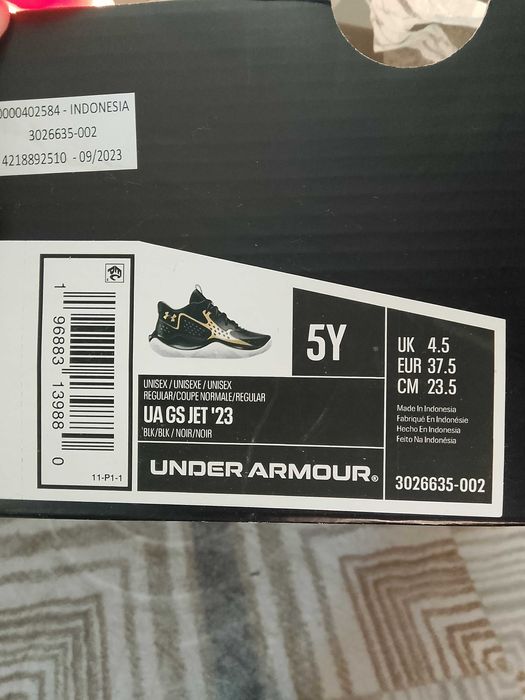 0000402584 - INDONESIA
3026635-002
4218892510 - 09/2023
1 96883 13988 0
11-P1-1
5Y
UNISEX / UNISEXE / UNISEX
REGULAR/COUPE NORMALE/REGULAR
UA GS JET '23
BLK/BLK / NOIR/NOIR
UNDER ARMOUR®
UK 4.5
EUR 37.5
CM 23.5
Made In Indonesia
Fabriqué En Indonésie
Hecho En Indonesia
Feito Na Indonésia
3026635-002